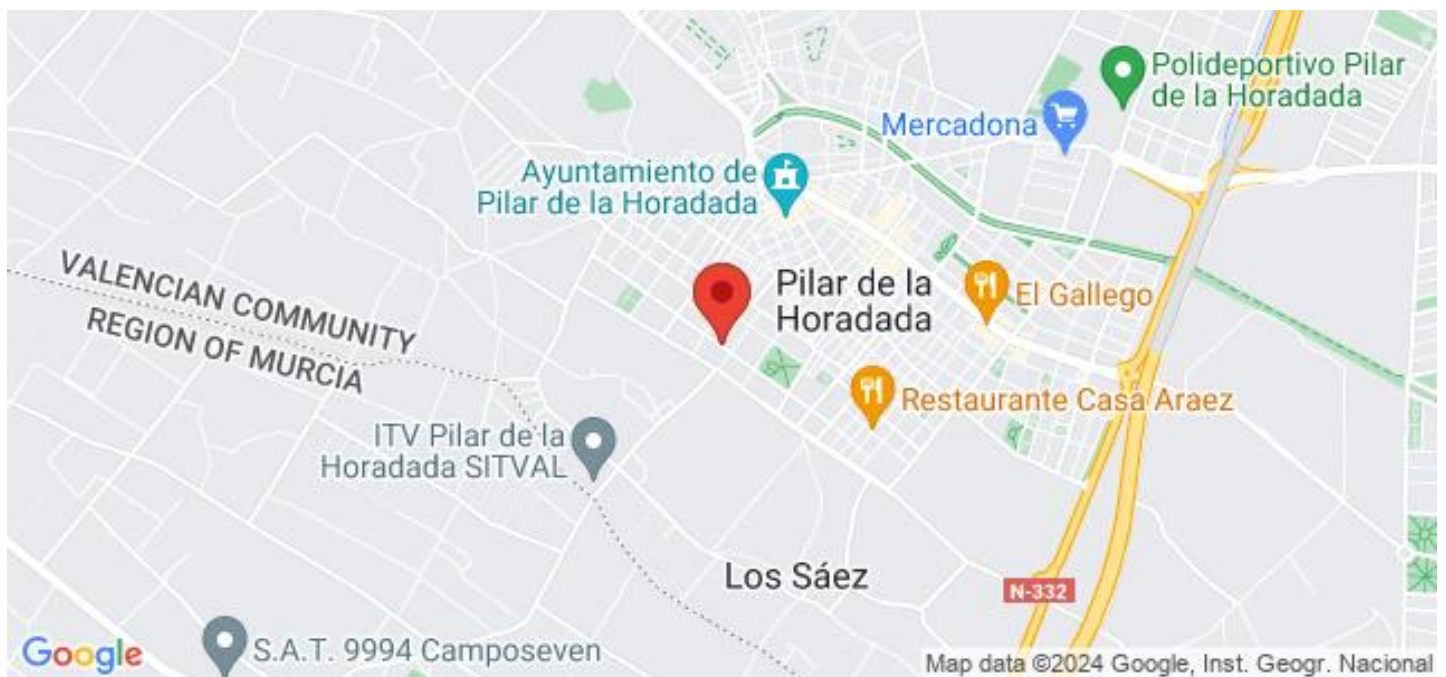 Polideportivo Pilar
de la Horadada
Mercadona
Ayuntamiento de
Pilar de la Horadada
VALENCIAN COMMUNITY
REGION OF MURCIA
Pilar de la
Horadada
El Gallego
Restaurante Casa Araez
ITV Pilar de la
Horadada SITVAL
Los Sáez
N-332
S.A.T. 9994 Camposeven
Google
Map data ©2024 Google, Inst. Geogr. Nacional